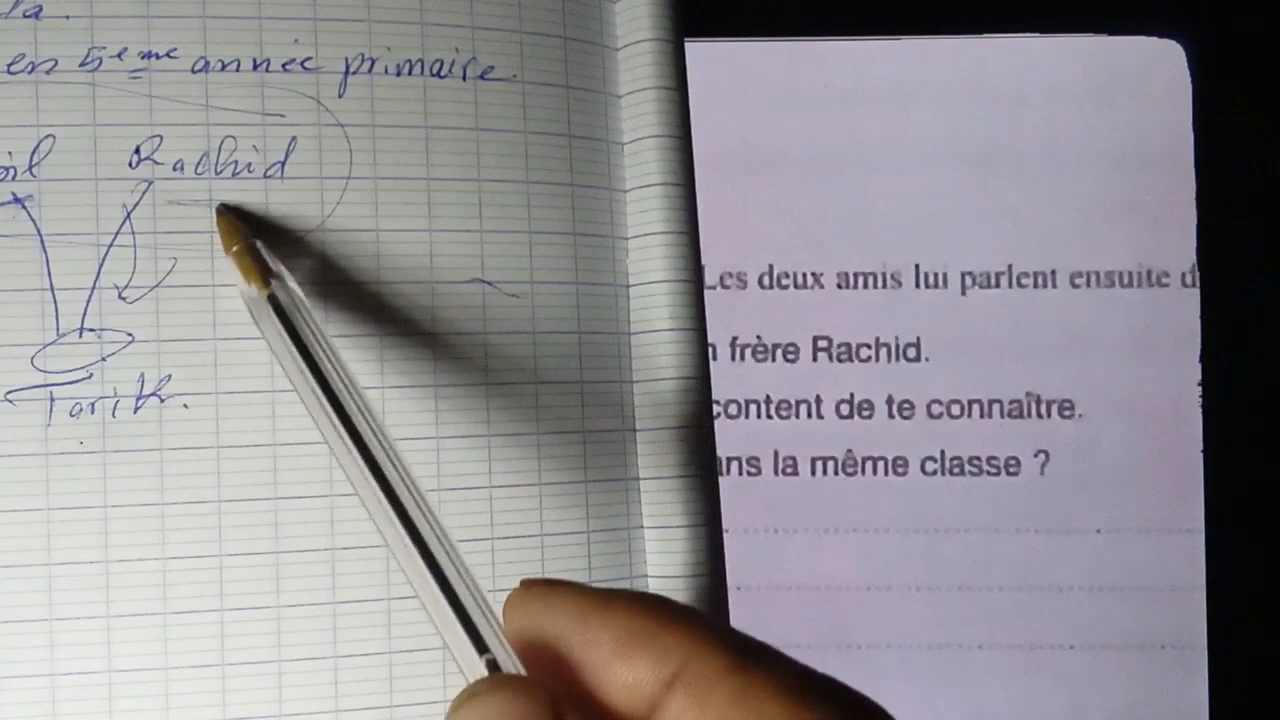 la.
en 5ème année primaire.
Rachid
Tarik.
Les deux amis lui parlent ensuite d
frère Rachid.
content de te connaître.
ans la même classe ?